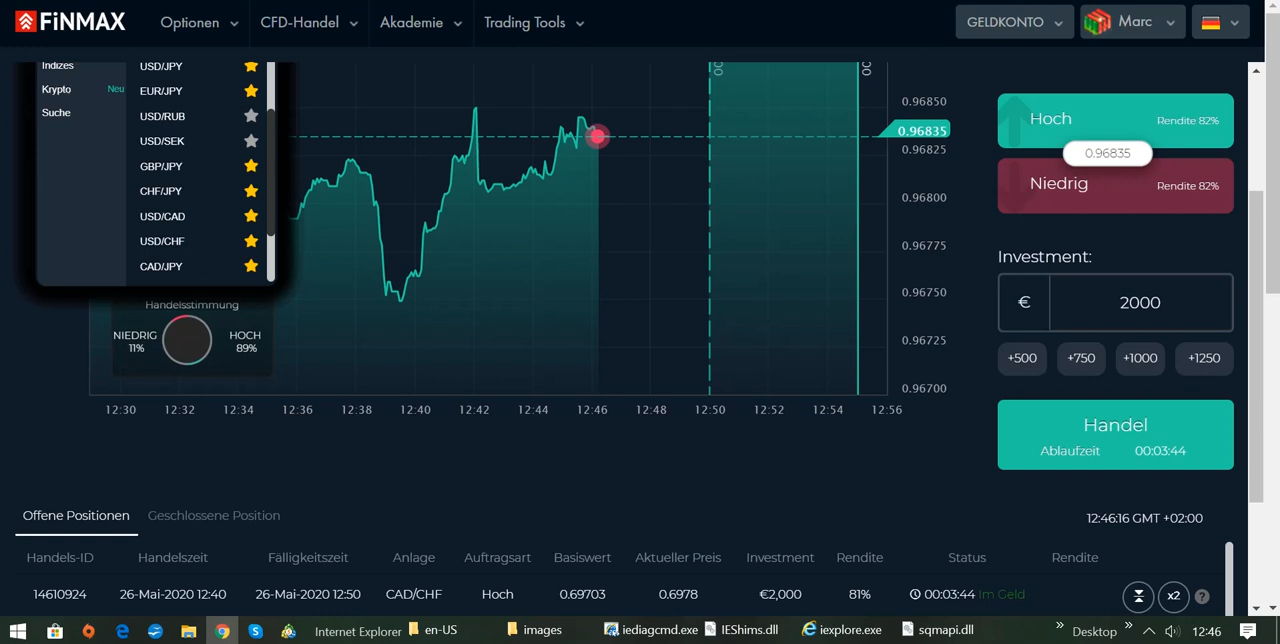 FiNMAX
Optionen
CFD-Handel
Akademie
Trading Tools
GELDKONTO
Marc
Indizes
Krypto
Neu
Suche
USD/JPY
EUR/JPY
USD/RUB
USD/SEK
GBP/JPY
CHF/JPY
USD/CAD
USD/CHF
CAD/JPY
Handelsstimmung
NIEDRIG
11%
HOCH
89%
00
00
0.96850
0.96835
0.96825
0.96800
0.96775
0.96750
0.96725
0.96700
12:30 12:32 12:34 12:36 12:38 12:40 12:42 12:44 12:46 12:48 12:50 12:52 12:54 12:56
Hoch Rendite 82%
0.96835
Niedrig Rendite 82%
Investment:
€ 2000
+500 +750 +1000 +1250
Handel
Ablaufzeit 00:03:44
Offene Positionen Geschlossene Position
12:46:16 GMT +02:00
Handels-ID Handelszeit Fälligkeitszeit Anlage Auftragsart Basiswert Aktueller Preis Investment Rendite Status Rendite
14610924 26-Mai-2020 12:40 26-Mai-2020 12:50 CAD/CHF Hoch 0.69703 0.6978 €2,000 81% 00:03:44 Im Geld x2 ?
Internet Explorer en-US images iediagcmd.exe IEShims.dll iexplore.exe sqmapi.dll Desktop 12:46